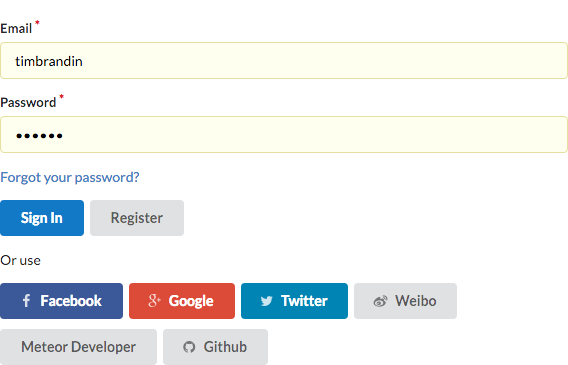 Email *
timbrandin
Password *
••••••
Forgot your password?
Sign In Register
Or use
Facebook Google Twitter Weibo
Meteor Developer Github